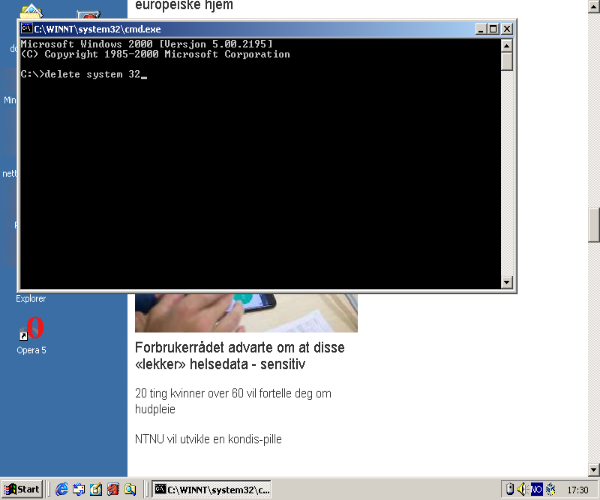 europeiske hjem
C:\WINNT\system32\cmd.exe
Microsoft Windows 2000 [Versjon 5.00.2195]
(C) Copyright 1985-2000 Microsoft Corporation
C:\>delete system 32_
Explorer
Opera 5
Forbrukerrådet advarte om at disse
«lekker» helsedata - sensitiv
20 ting kvinner over 60 vil fortelle deg om
hudpleie
NTNU vil utvikle en kondis-pille
Start
C:\WINNT\system32\c...
NO
17:30